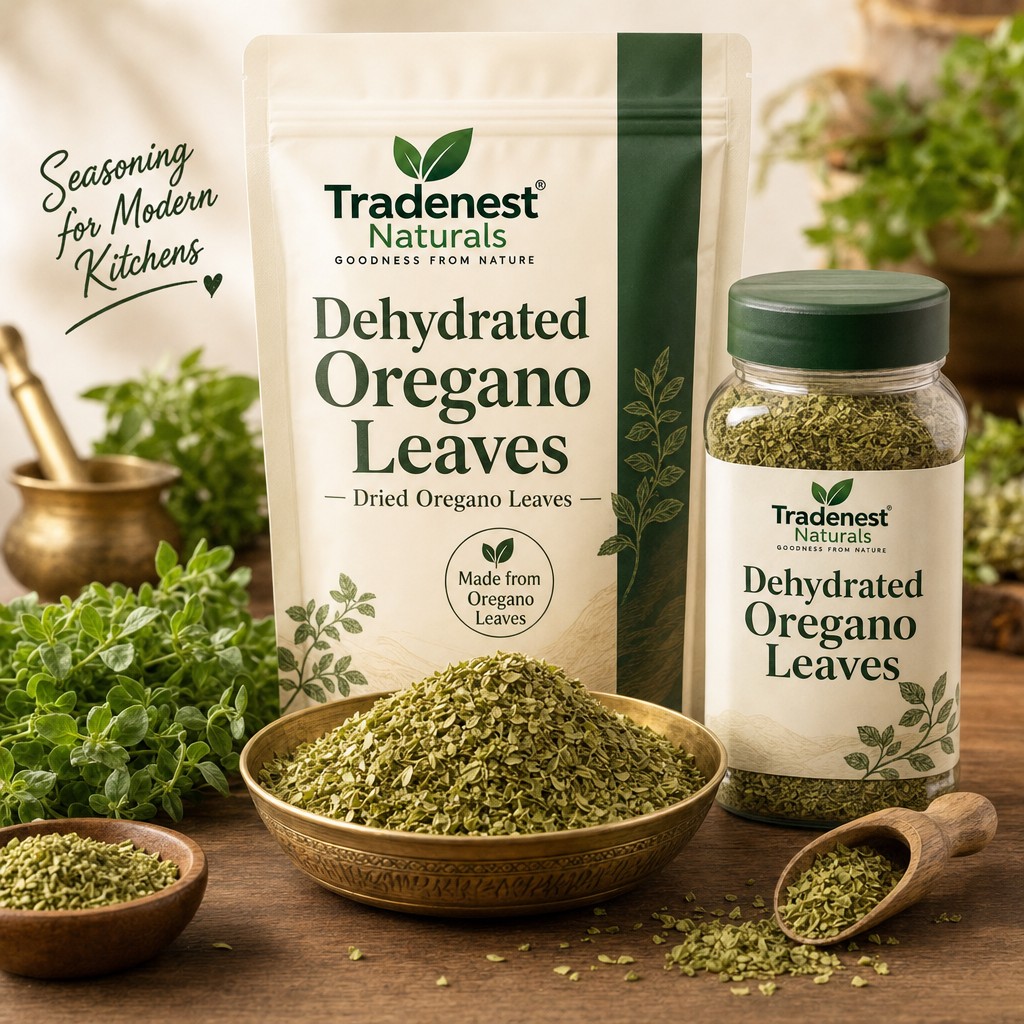 Seasoning
for Modern
Kitchens
Tradenest®
Naturals
GOODNESS FROM NATURE
Dehydrated
Oregano
Leaves
Dried Oregano Leaves
Made from
Oregano
Leaves
Tradenest®
Naturals
GOODNESS FROM NATURE
Dehydrated
Oregano
Leaves